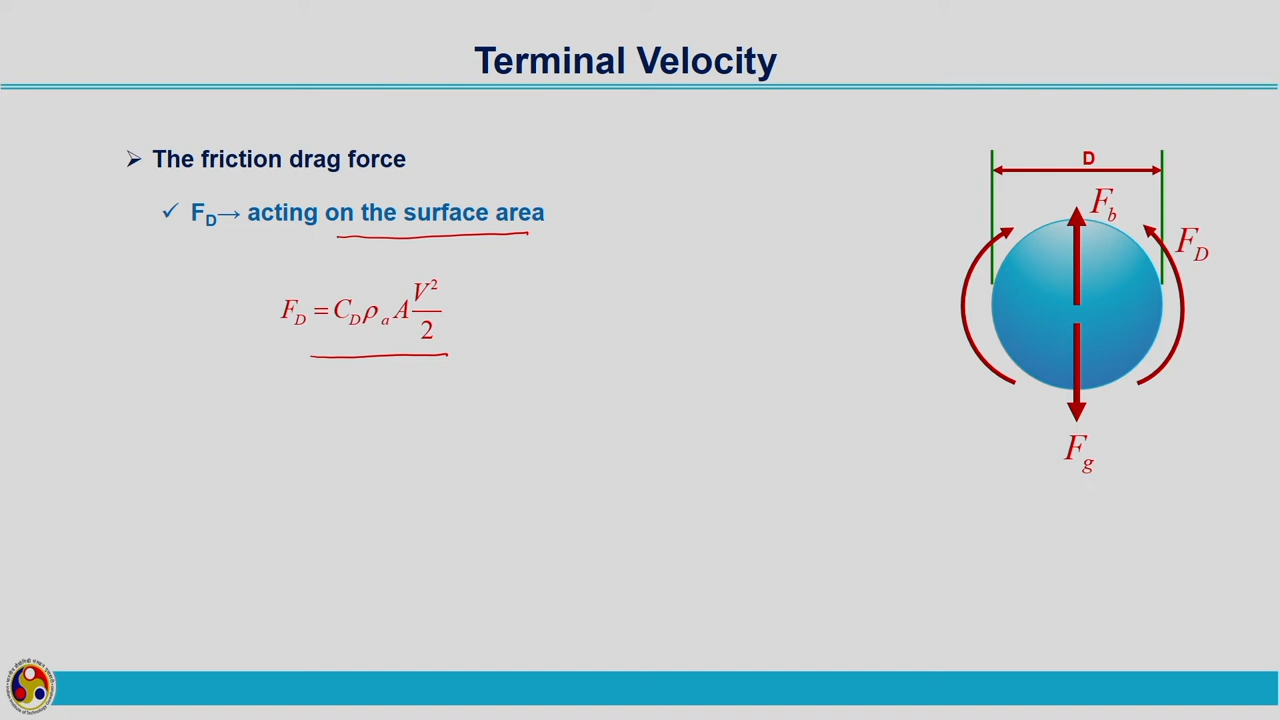 Terminal Velocity
➢ The friction drag force
✓ F_D→ acting on the surface area
F_D = C_D ρ_a A V²/2
D
F_b
F_D
F_g